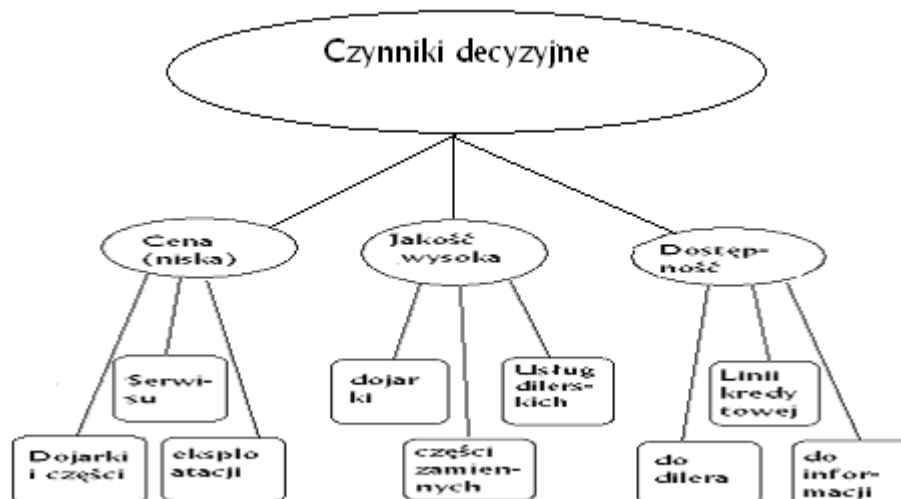 Czynniki decyzyjne
Cena
(niska)
Jakość
wysoka
Dostęp-
ność
Serwi-
su
dojar
ki
Usług
dilers-
kich
Linii
kredy
towej
Dojarki
i części
eksplo
atacji
części
zamien-
nych
do
dilera
do
infor-
macji